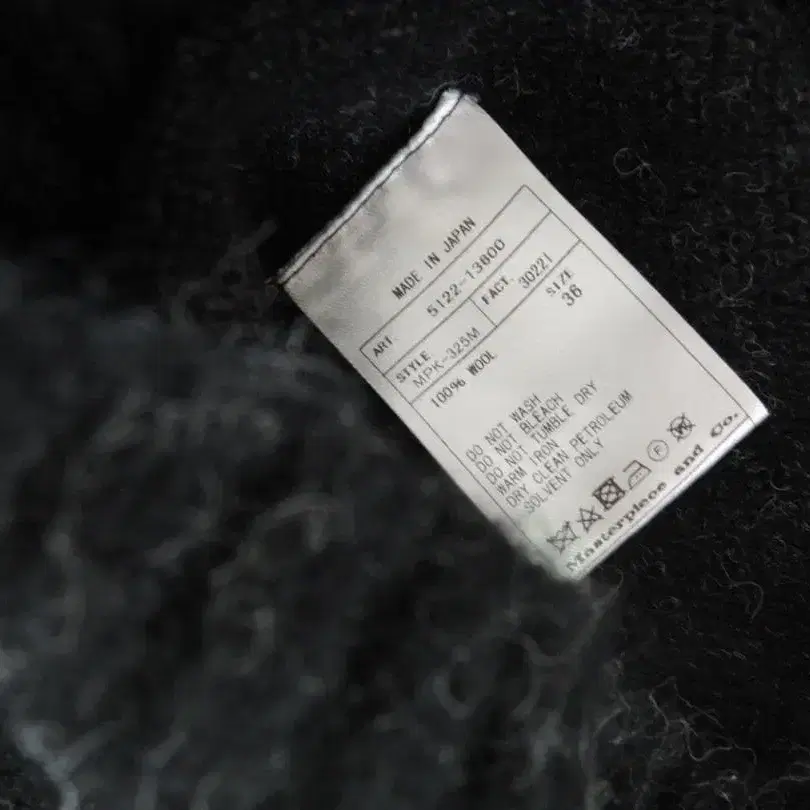 MADE IN JAPAN
ART. 5122-13800
STYLE FACT. 30221 SIZE
MPK-325M 36
100% WOOL
DO NOT WASH
DO NOT BLEACH
DO NOT TUMBLE DRY
WARM IRON
DRY CLEAN PETROLEUM
SOLVENT ONLY
F
Masterpiece and Co.